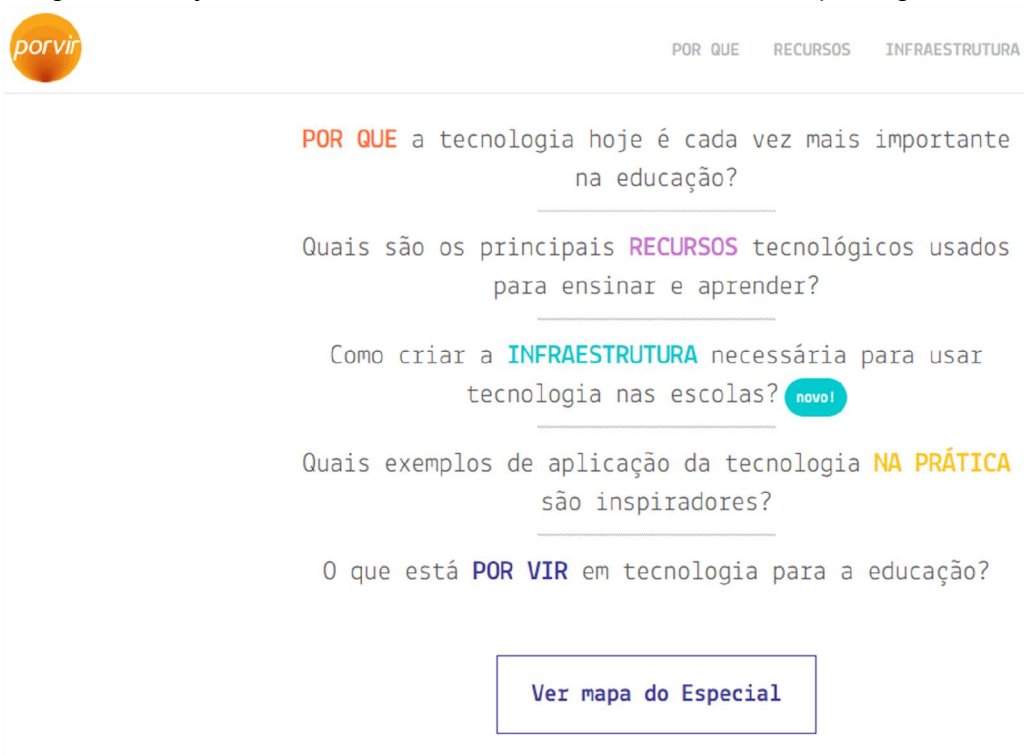 porvir
POR QUE RECURSOS INFRAESTRUTURA
POR QUE a tecnologia hoje é cada vez mais importante
na educação?
Quais são os principais RECURSOS tecnológicos usados
para ensinar e aprender?
Como criar a INFRAESTRUTURA necessária para usar
tecnologia nas escolas? novo!
Quais exemplos de aplicação da tecnologia NA PRÁTICA
são inspiradores?
O que está POR VIR em tecnologia para a educação?
Ver mapa do Especial